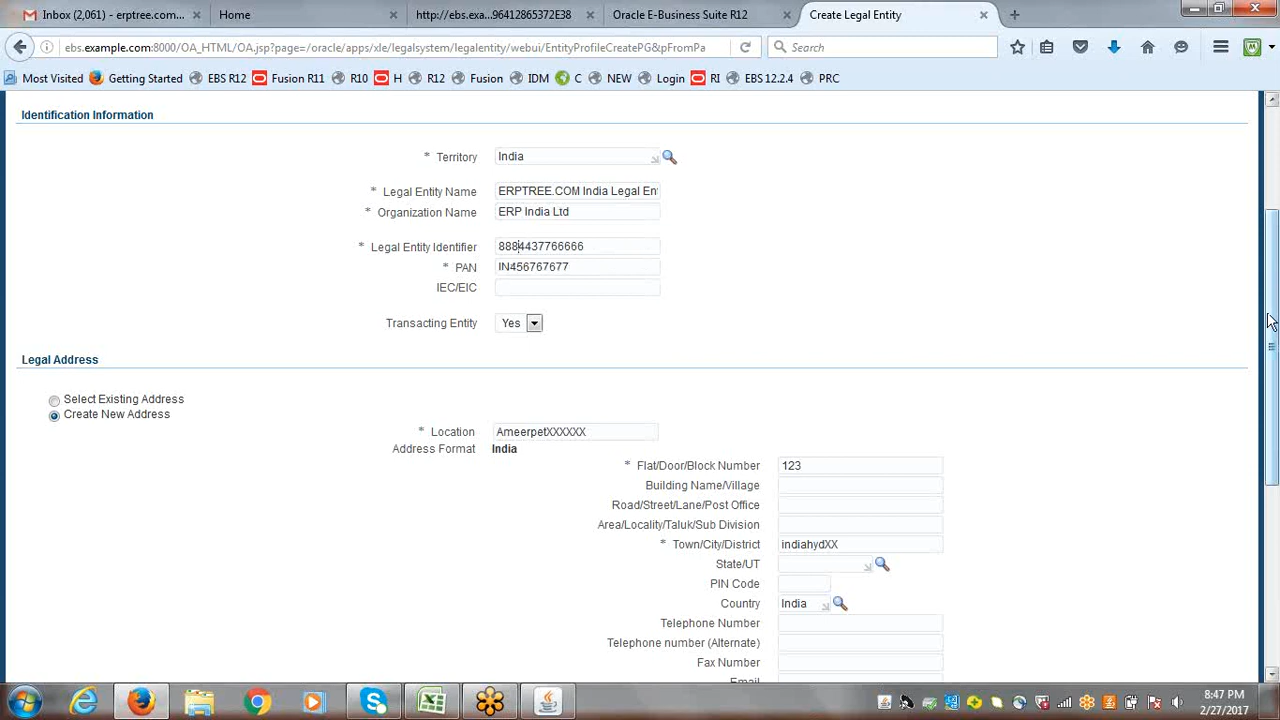 Inbox (2,061) - erptree.com...
Home
http://ebs.exa...96412865372E38
Oracle E-Business Suite R12
Create Legal Entity
ebs.example.com:8000/OA_HTML/OA.jsp?page=/oracle/apps/xle/legalsystem/legalentity/webui/EntityProfileCreatePG&pFromPa
Search
Most Visited Getting Started EBS R12 Fusion R11 R10 H R12 Fusion IDM C NEW Login RI EBS 12.2.4 PRC
Identification Information
* Territory India
* Legal Entity Name ERPTREE.COM India Legal En
* Organization Name ERP India Ltd
* Legal Entity Identifier 8884437766666
* PAN IN456767677
IEC/EIC
Transacting Entity Yes
Legal Address
Select Existing Address
Create New Address
* Location AmeerpetXXXXXX
Address Format India
* Flat/Door/Block Number 123
Building Name/Village
Road/Street/Lane/Post Office
Area/Locality/Taluk/Sub Division
* Town/City/District indiahydXX
State/UT
PIN Code
Country India
Telephone Number
Telephone number (Alternate)
Fax Number
Email
8:47 PM
2/27/2017